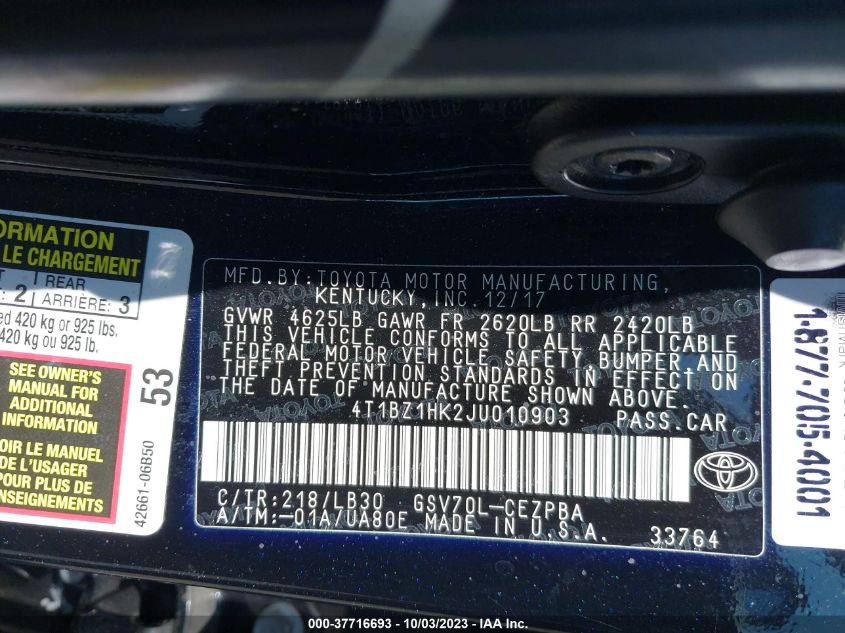 ORMATION
LE CHARGEMENT
REAR
2 ARRIÈRE: 3
ed 420 kg or 925 lbs.
420 kg ou 925 lb.
SEE OWNER'S
MANUAL FOR
ADDITIONAL
INFORMATION
VOIR LE MANUEL
DE L'USAGER
POUR PLUS DE
RENSEIGNEMENTS
53
42661-06B50
MFD.BY:TOYOTA MOTOR MANUFACTURING,
KENTUCKY, INC. 12/17
GVWR 4625LB GAWR FR 2620LB RR 2420LB
THIS VEHICLE CONFORMS TO ALL APPLICABLE
FEDERAL MOTOR VEHICLE SAFETY, BUMPER AND
THEFT PREVENTION STANDARDS IN EFFECT ON
THE DATE OF MANUFACTURE SHOWN ABOVE.
4T1BZ1HK2JU010903 PASS.CAR
C/TR:218/LB30 GSV70L-CEZPBA
A/TM:-01A/UA80E MADE IN U.S.A.
33764
TOYOTA
1-877-705-4001
000-37716693 - 10/03/2023 - IAA Inc.